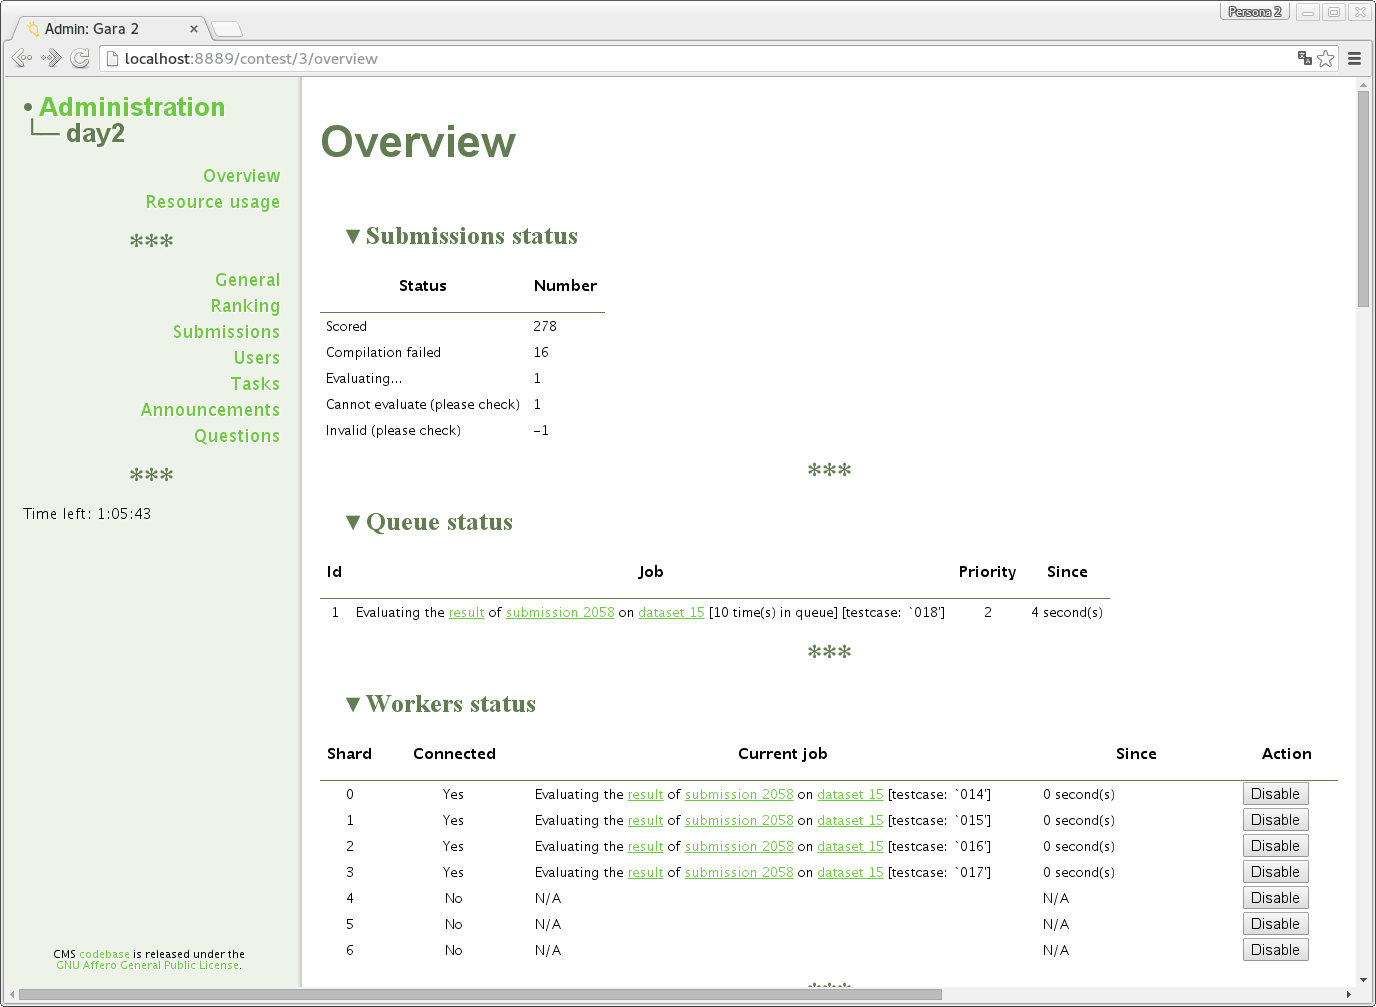 Persona 2
Admin: Gara 2
localhost:8889/contest/3/overview
• Administration
day2
Overview
Resource usage
***
General
Ranking
Submissions
Users
Tasks
Announcements
Questions
***
Time left: 1:05:43
CMS codebase is released under the
GNU Affero General Public License.
Overview
▼ Submissions status
Status Number
Scored 278
Compilation failed 16
Evaluating... 1
Cannot evaluate (please check) 1
Invalid (please check) −1
***
▼ Queue status
Id Job Priority Since
1 Evaluating the result of submission 2058 on dataset 15 [10 time(s) in queue] [testcase: `018'] 2 4 second(s)
***
▼ Workers status
Shard Connected Current job Since Action
0 Yes Evaluating the result of submission 2058 on dataset 15 [testcase: `014'] 0 second(s) Disable
1 Yes Evaluating the result of submission 2058 on dataset 15 [testcase: `015'] 0 second(s) Disable
2 Yes Evaluating the result of submission 2058 on dataset 15 [testcase: `016'] 0 second(s) Disable
3 Yes Evaluating the result of submission 2058 on dataset 15 [testcase: `017'] 0 second(s) Disable
4 No N/A N/A Disable
5 No N/A N/A Disable
6 No N/A N/A Disable
***